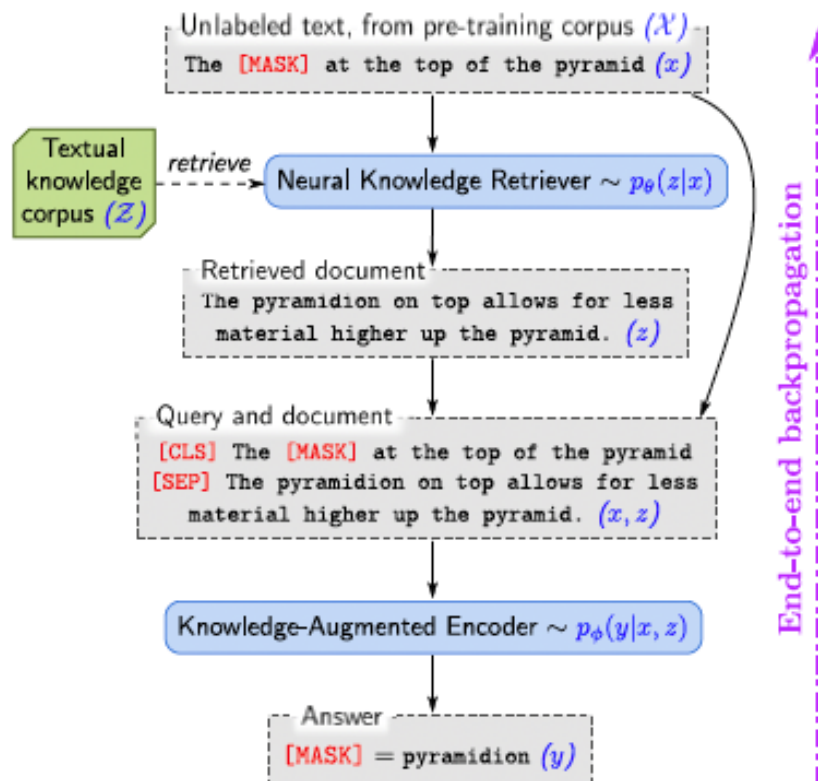 Unlabeled text, from pre-training corpus (𝒳)
The [MASK] at the top of the pyramid (x)
Textual
knowledge
corpus (𝒵)
retrieve
Neural Knowledge Retriever ∼ pθ(z|x)
Retrieved document
The pyramidion on top allows for less
material higher up the pyramid. (z)
Query and document
[CLS] The [MASK] at the top of the pyramid
[SEP] The pyramidion on top allows for less
material higher up the pyramid. (x, z)
Knowledge-Augmented Encoder ∼ pϕ(y|x, z)
Answer
[MASK] = pyramidion (y)
End-to-end backpropagation